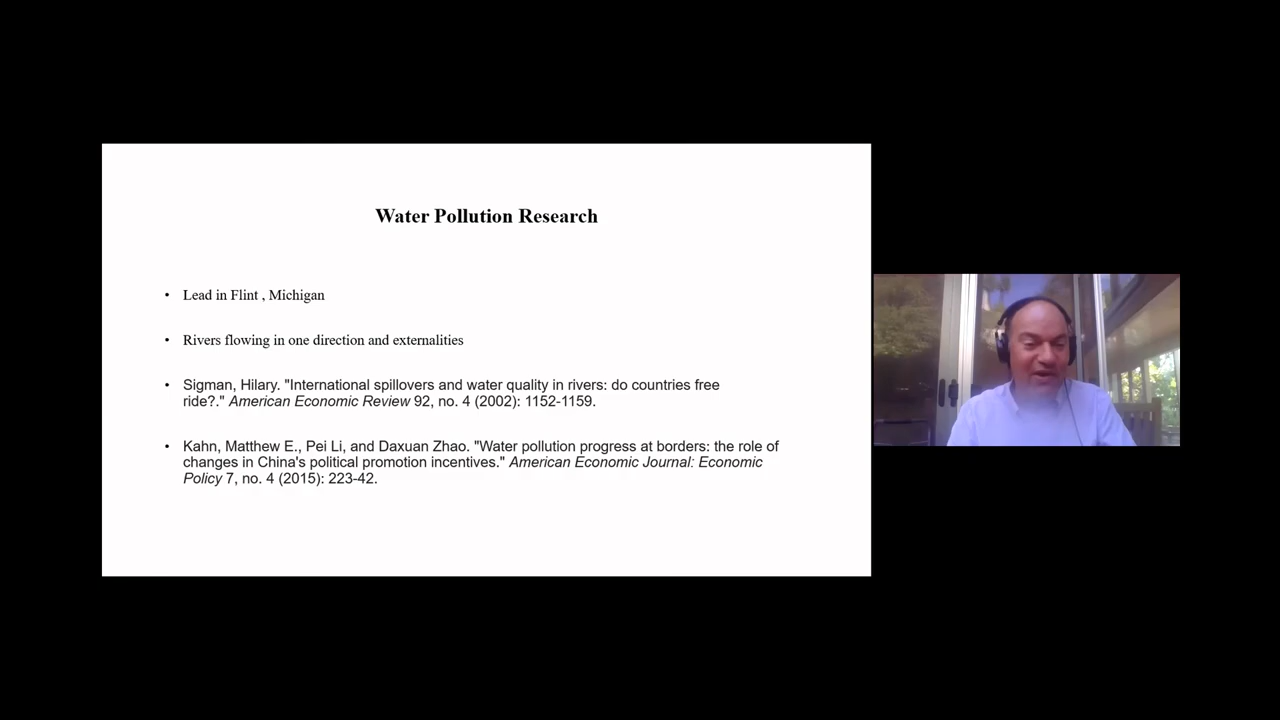 Water Pollution Research
• Lead in Flint , Michigan
• Rivers flowing in one direction and externalities
• Sigman, Hilary. "International spillovers and water quality in rivers: do countries free
ride?." American Economic Review 92, no. 4 (2002): 1152-1159.
• Kahn, Matthew E., Pei Li, and Daxuan Zhao. "Water pollution progress at borders: the role of
changes in China's political promotion incentives." American Economic Journal: Economic
Policy 7, no. 4 (2015): 223-42.